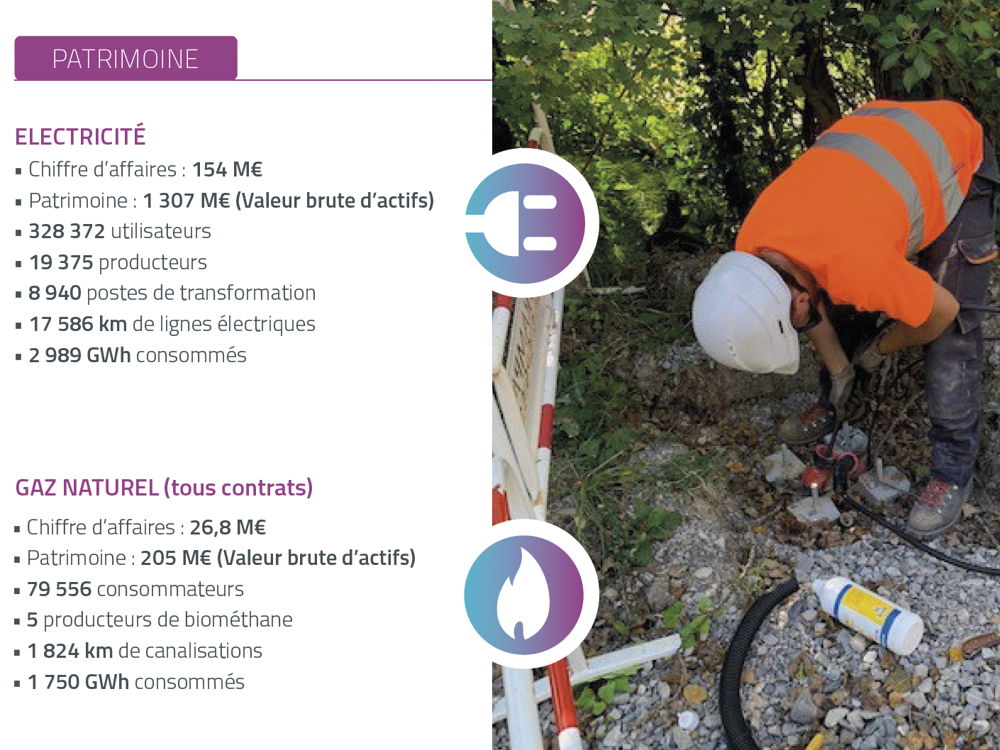 PATRIMOINE
ELECTRICITÉ
▪ Chiffre d’affaires : 154 M€
▪ Patrimoine : 1 307 M€ (Valeur brute d’actifs)
▪ 328 372 utilisateurs
▪ 19 375 producteurs
▪ 8 940 postes de transformation
▪ 17 586 km de lignes électriques
▪ 2 989 GWh consommés
GAZ NATUREL (tous contrats)
▪ Chiffre d’affaires : 26,8 M€
▪ Patrimoine : 205 M€ (Valeur brute d’actifs)
▪ 79 556 consommateurs
▪ 5 producteurs de biométhane
▪ 1 824 km de canalisations
▪ 1 750 GWh consommés